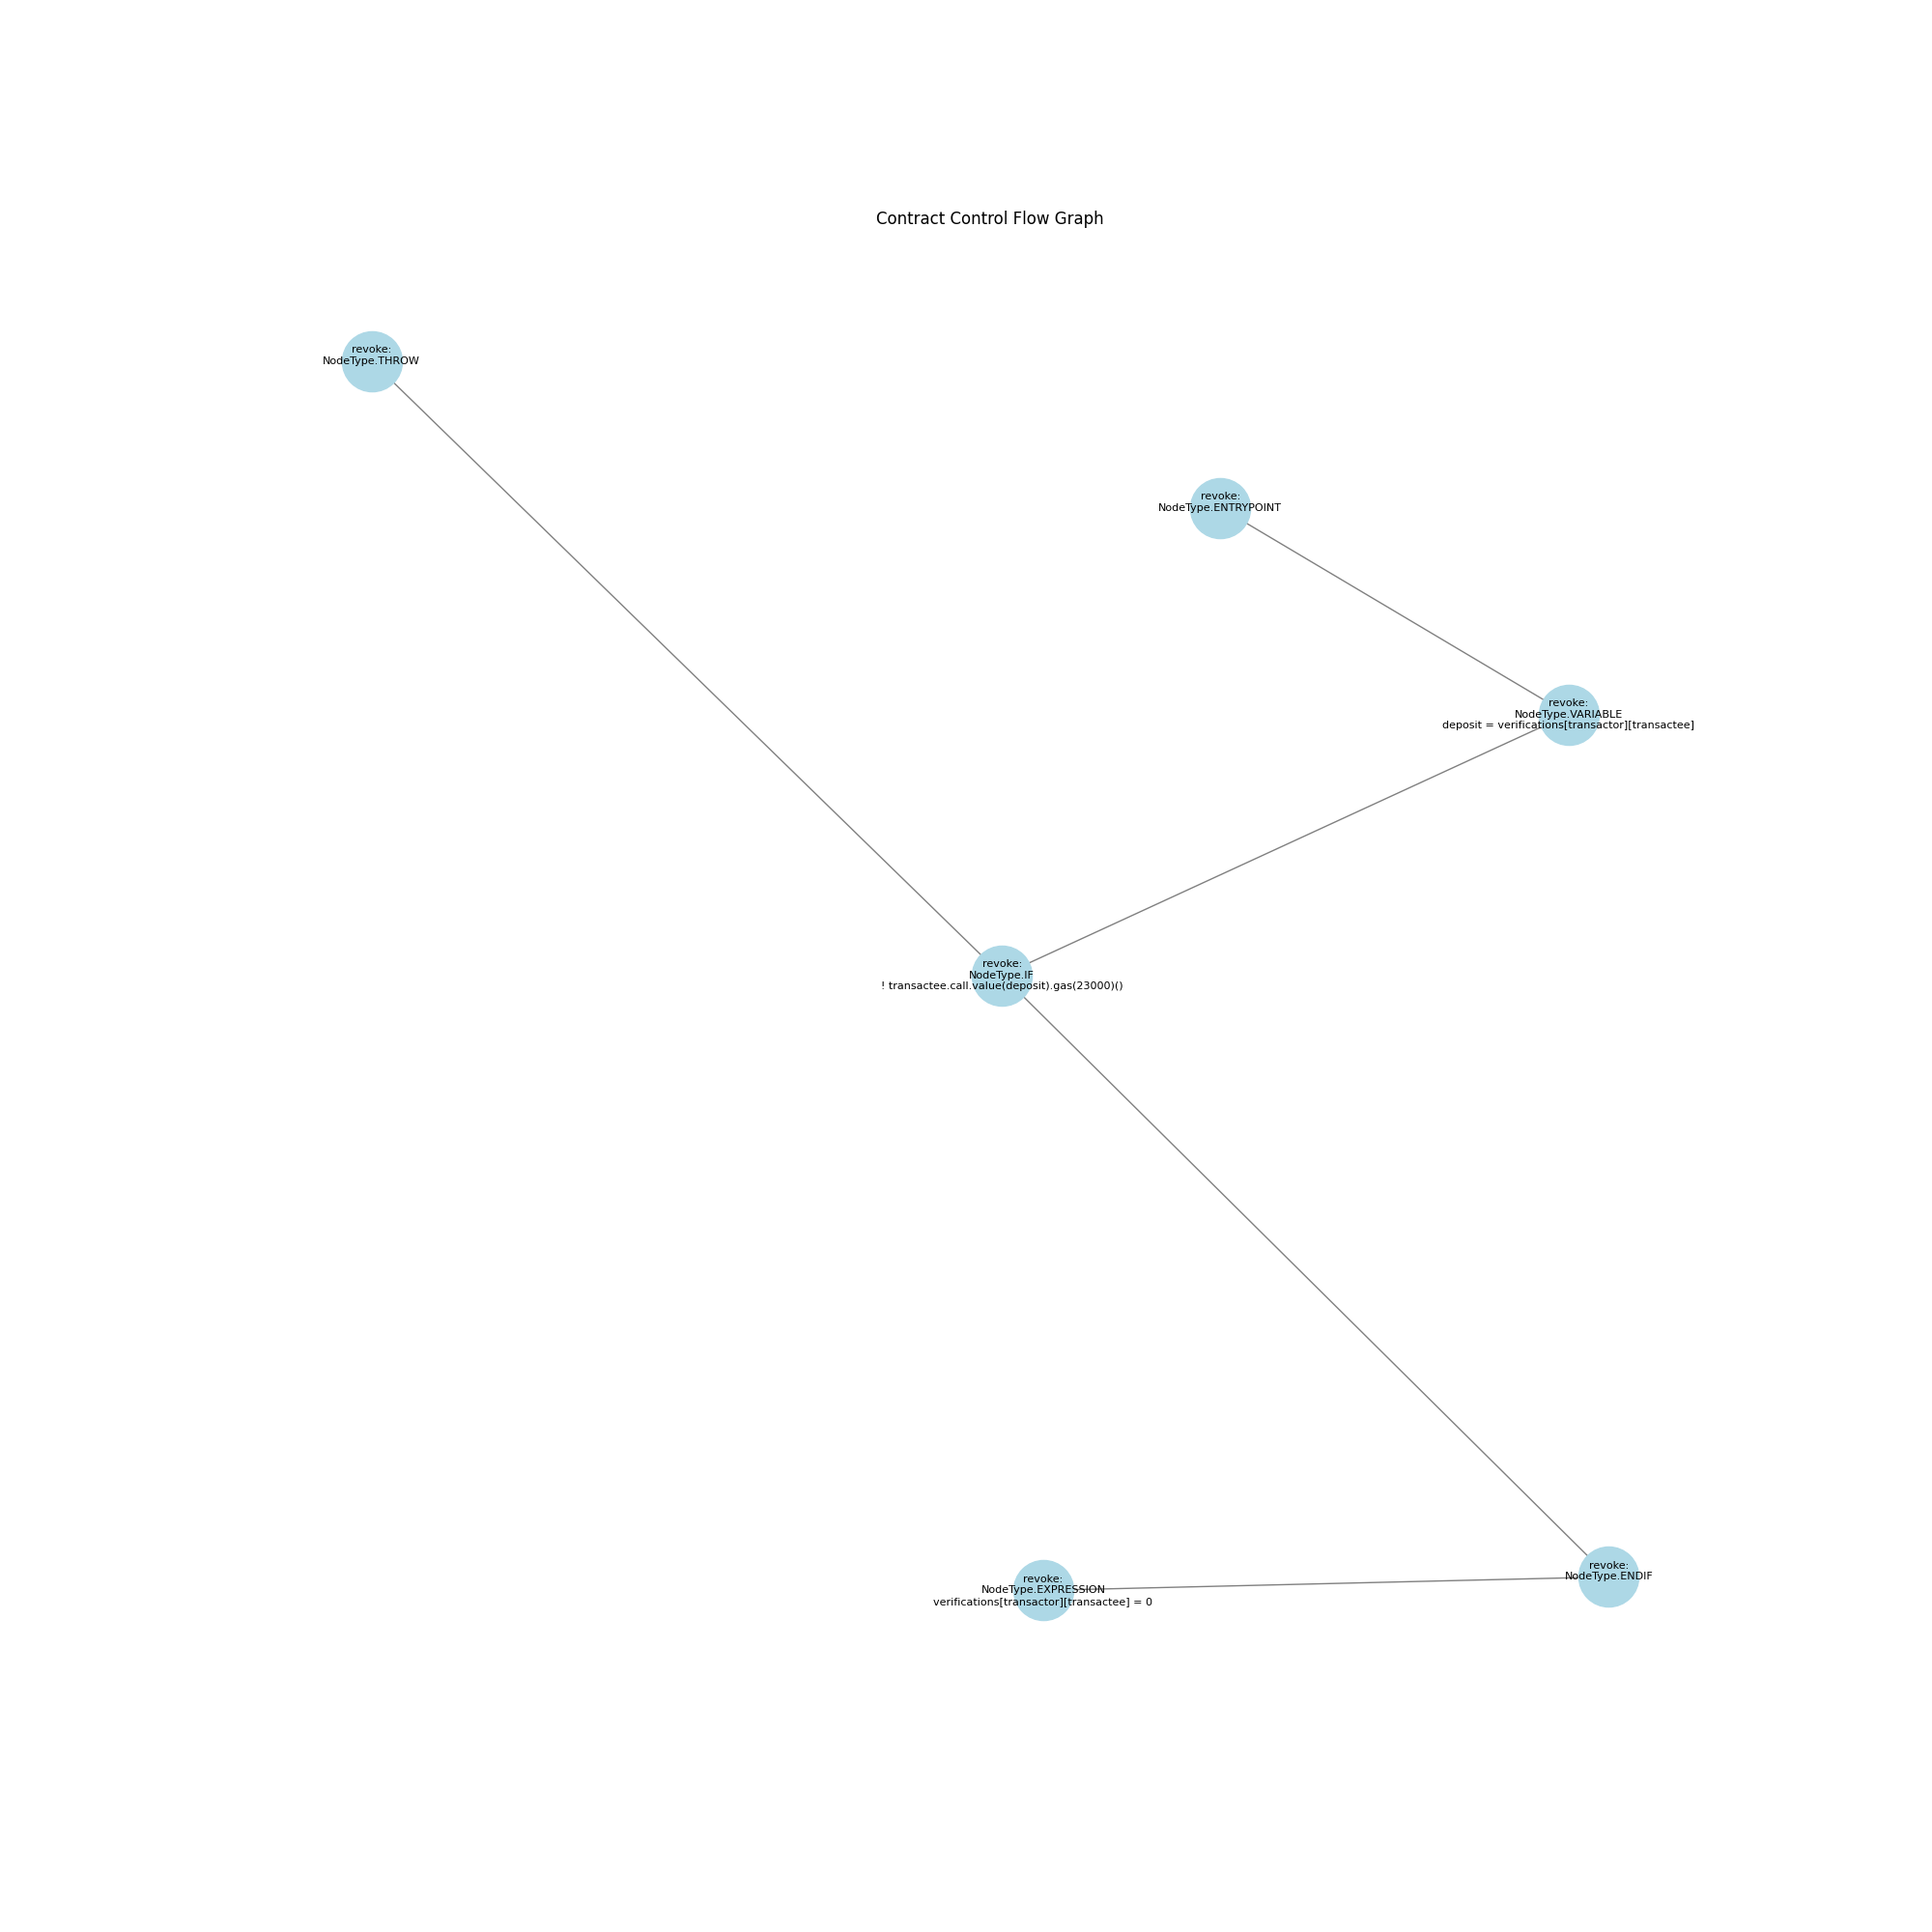 Contract Control Flow Graph
revoke:
NodeType.THROW
revoke:
NodeType.ENTRYPOINT
revoke:
NodeType.VARIABLE
deposit = verifications[transactor][transactee]
revoke:
NodeType.IF
! transactee.call.value(deposit).gas(23000)()
revoke:
NodeType.ENDIF
revoke:
NodeType.EXPRESSION
verifications[transactor][transactee] = 0